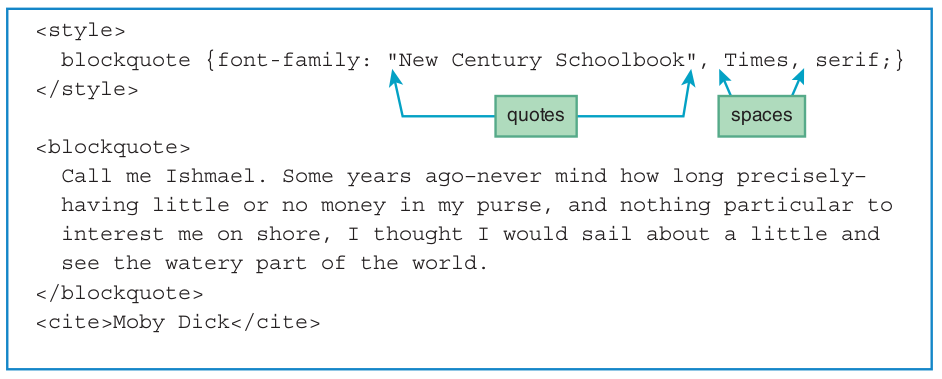 <style>
blockquote {font-family: "New Century Schoolbook", Times, serif;}
</style>
quotes
spaces
<blockquote>
Call me Ishmael. Some years ago–never mind how long precisely–
having little or no money in my purse, and nothing particular to
interest me on shore, I thought I would sail about a little and
see the watery part of the world.
</blockquote>
<cite>Moby Dick</cite>